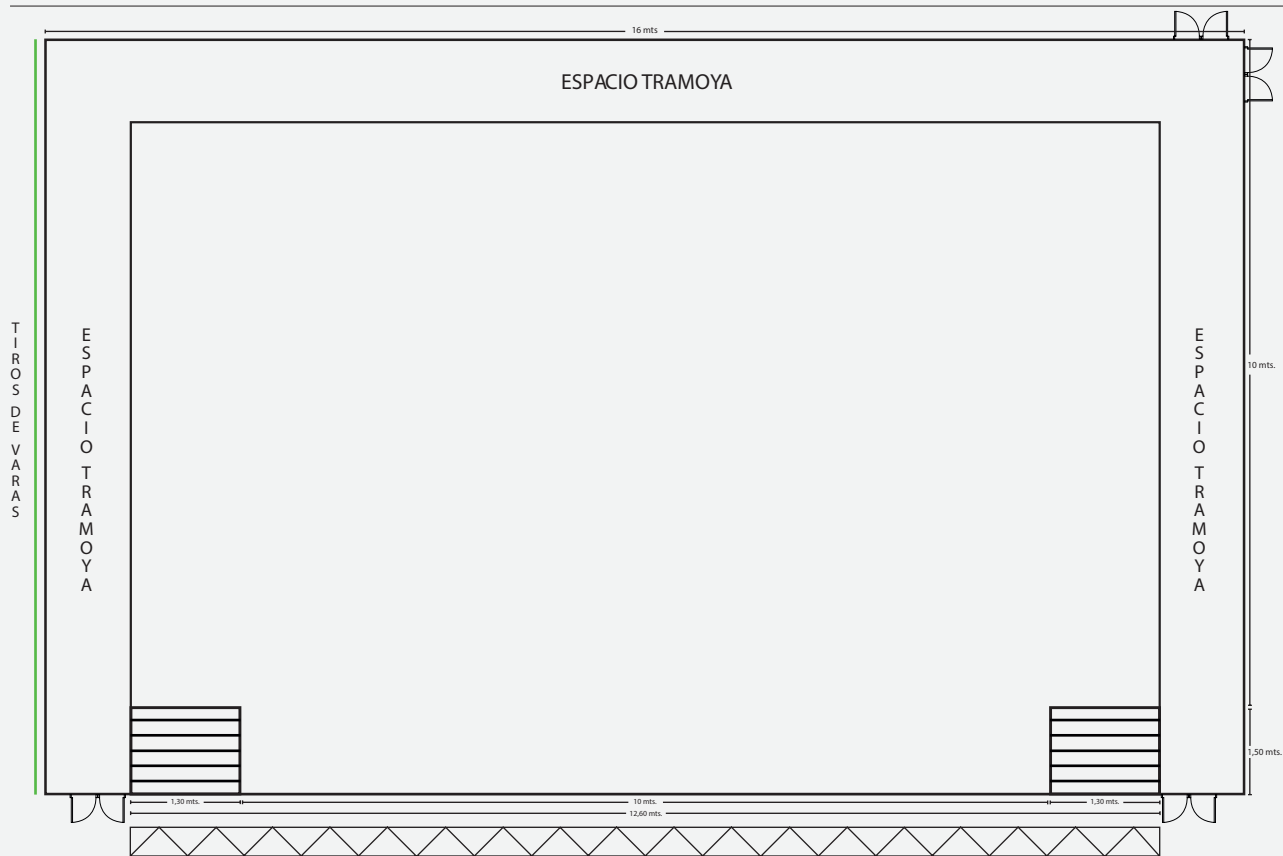 16 mts
ESPACIO TRAMOYA
TIROS DE VARAS
ESPACIO TRAMOYA
ESPACIO TRAMOYA
10 mts.
1,50 mts.
1,30 mts.
10 mts.
1,30 mts.
12,60 mts.